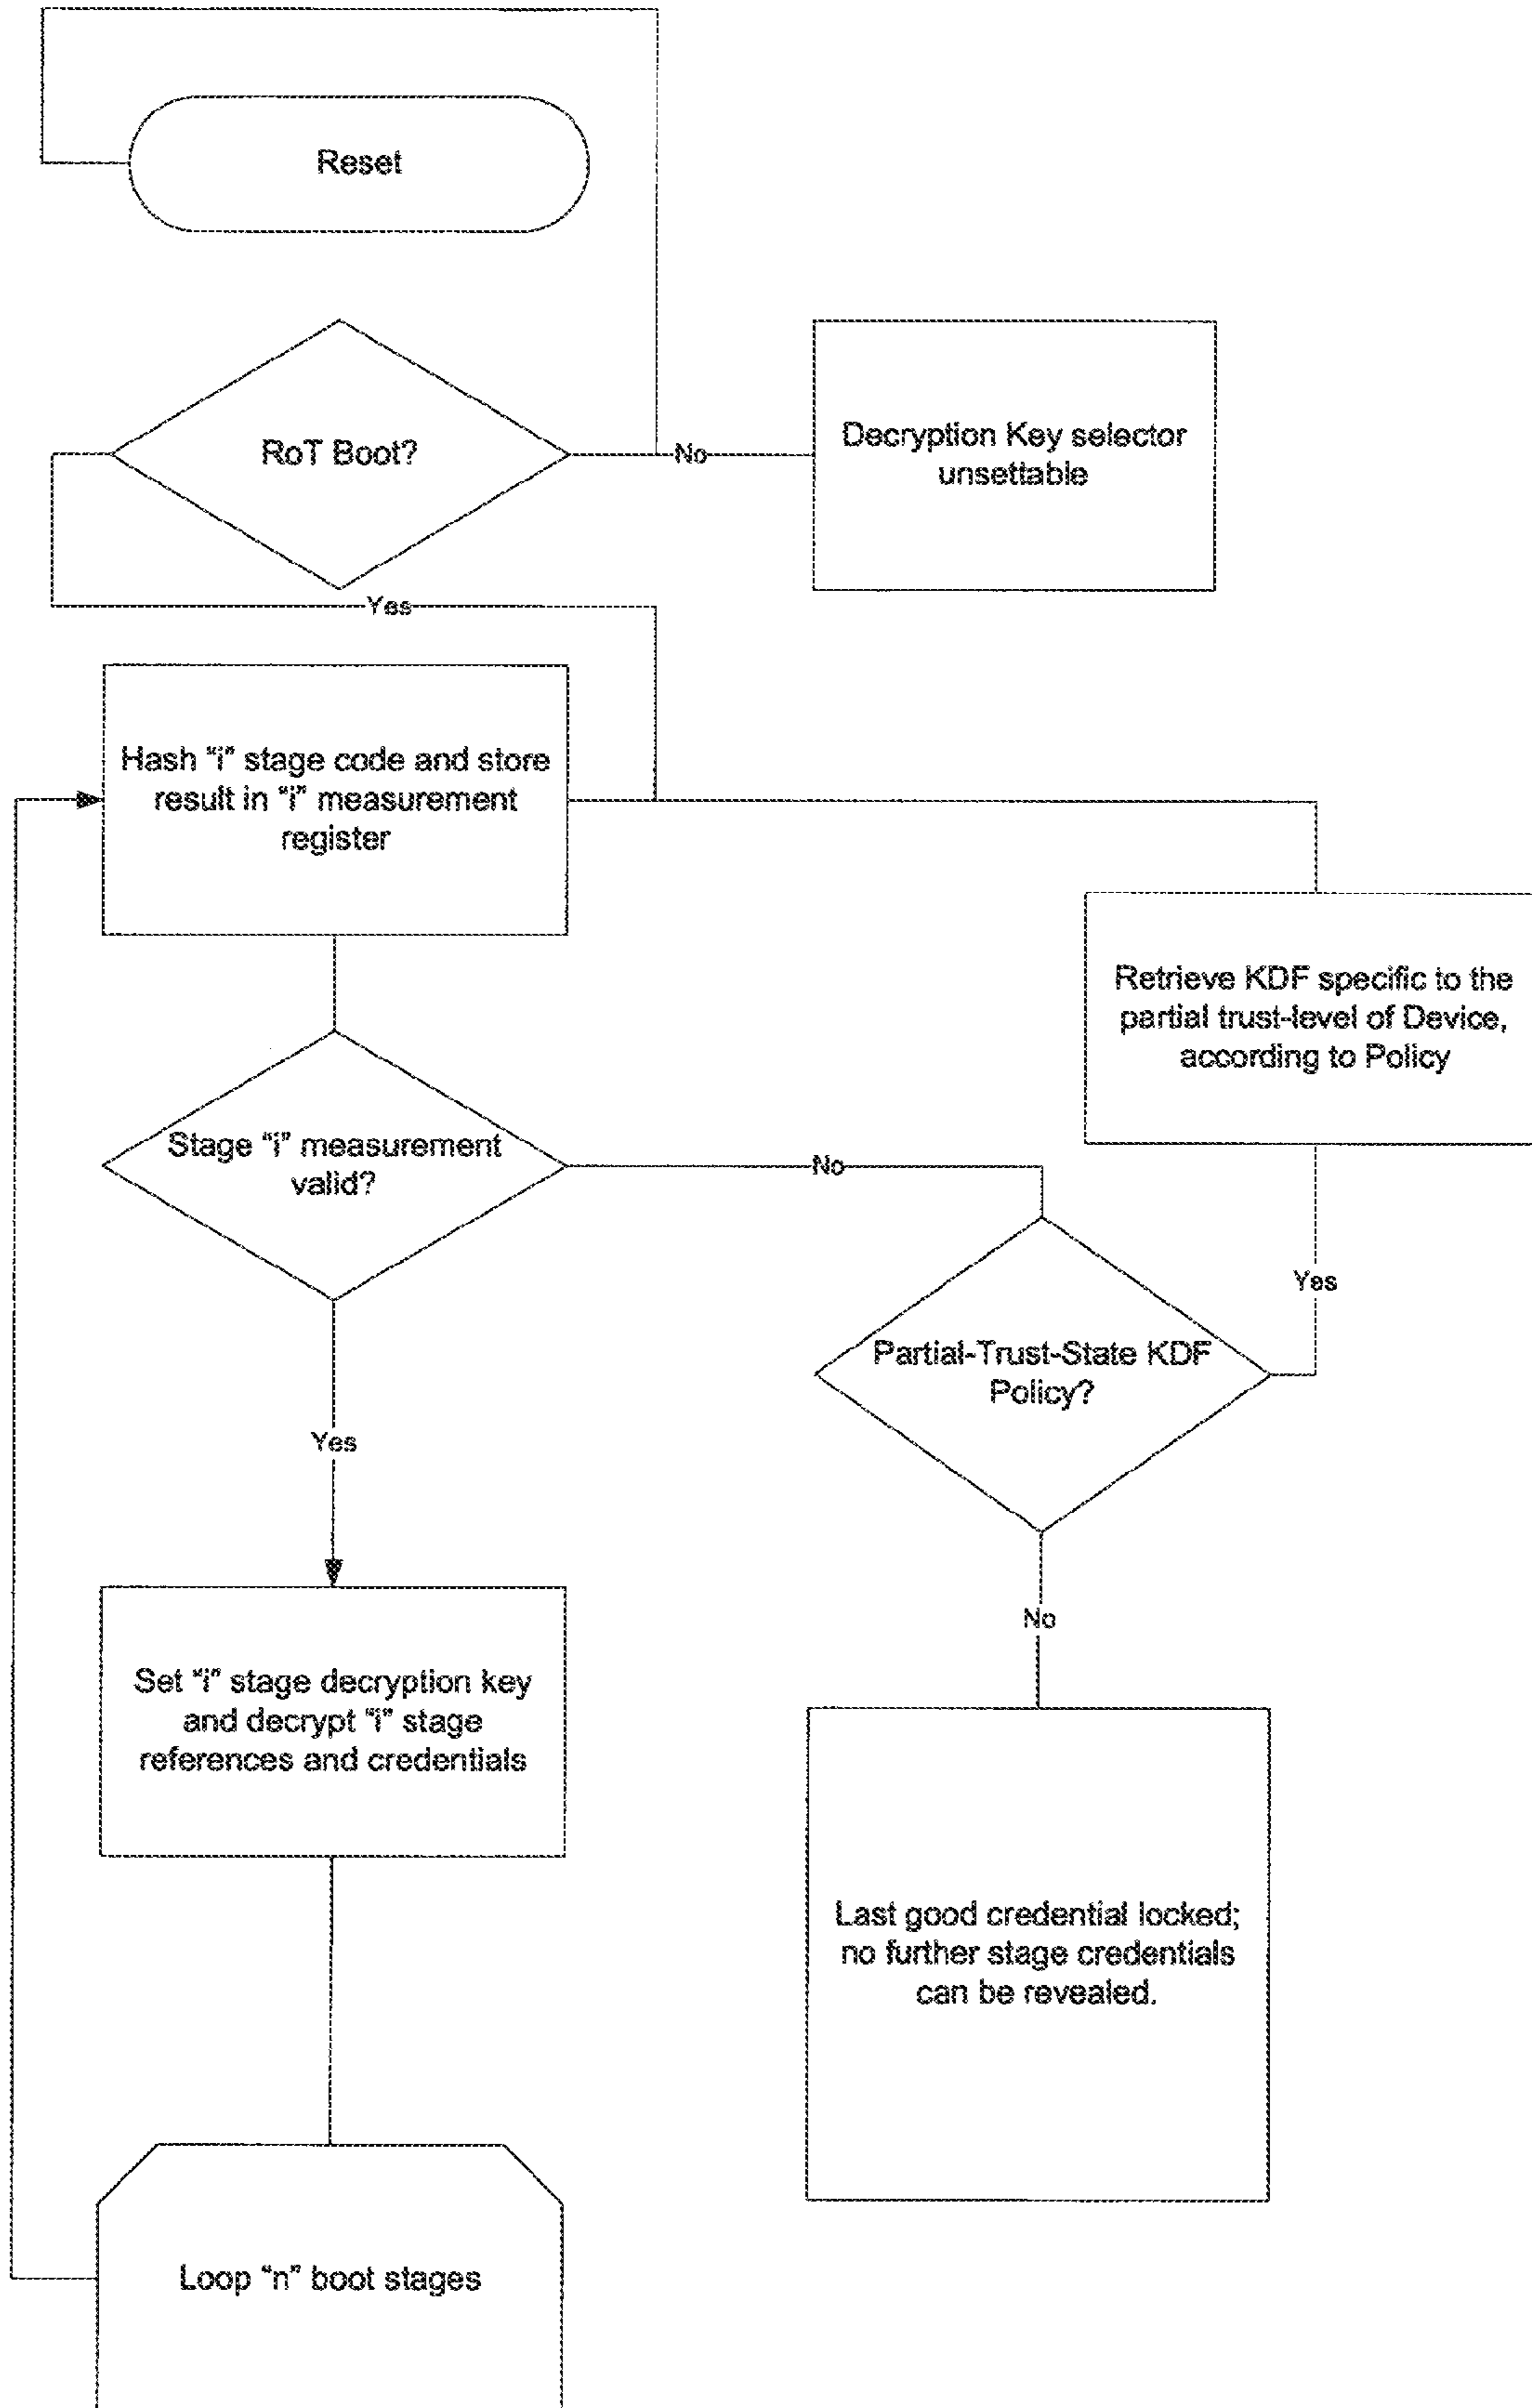 Reset
RoT Boot?
No
Decryption Key selector
unsettable
Yes
Hash "i" stage code and store
result in "i" measurement
register
Retrieve KDF specific to the
partial trust-level of Device,
according to Policy
Stage "i" measurement
valid?
No
Yes
Partial-Trust-State KDF
Policy?
Yes
No
Set "i" stage decryption key
and decrypt "i" stage
references and credentials
Last good credential locked;
no further stage credentials
can be revealed.
Loop "n" boot stages